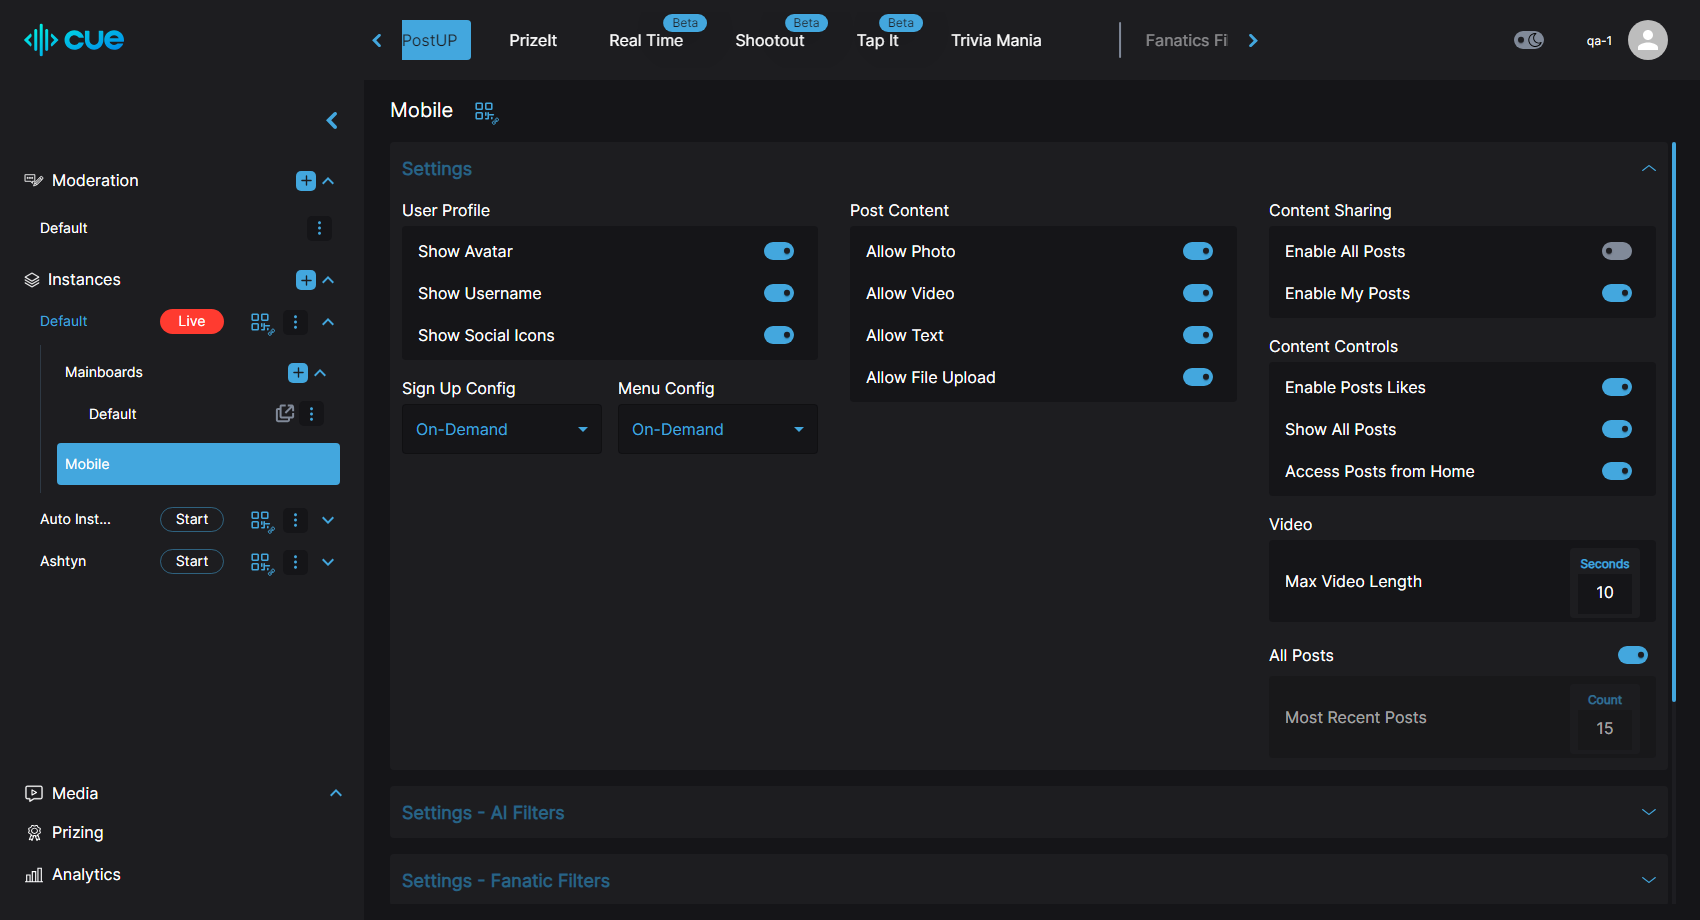 cue
PostUP
PrizeIt
Real Time
Beta
Shootout
Beta
Tap It
Beta
Trivia Mania
Fanatics Fi
qa-1
Moderation
Default
Instances
Default
Live
Mainboards
Default
Mobile
Auto Inst...
Start
Ashtyn
Start
Media
Prizing
Analytics
Mobile
Settings
User Profile
Show Avatar
Show Username
Show Social Icons
Sign Up Config
On-Demand
Menu Config
On-Demand
Post Content
Allow Photo
Allow Video
Allow Text
Allow File Upload
Content Sharing
Enable All Posts
Enable My Posts
Content Controls
Enable Posts Likes
Show All Posts
Access Posts from Home
Video
Max Video Length
Seconds
10
All Posts
Most Recent Posts
Count
15
Settings - AI Filters
Settings - Fanatic Filters